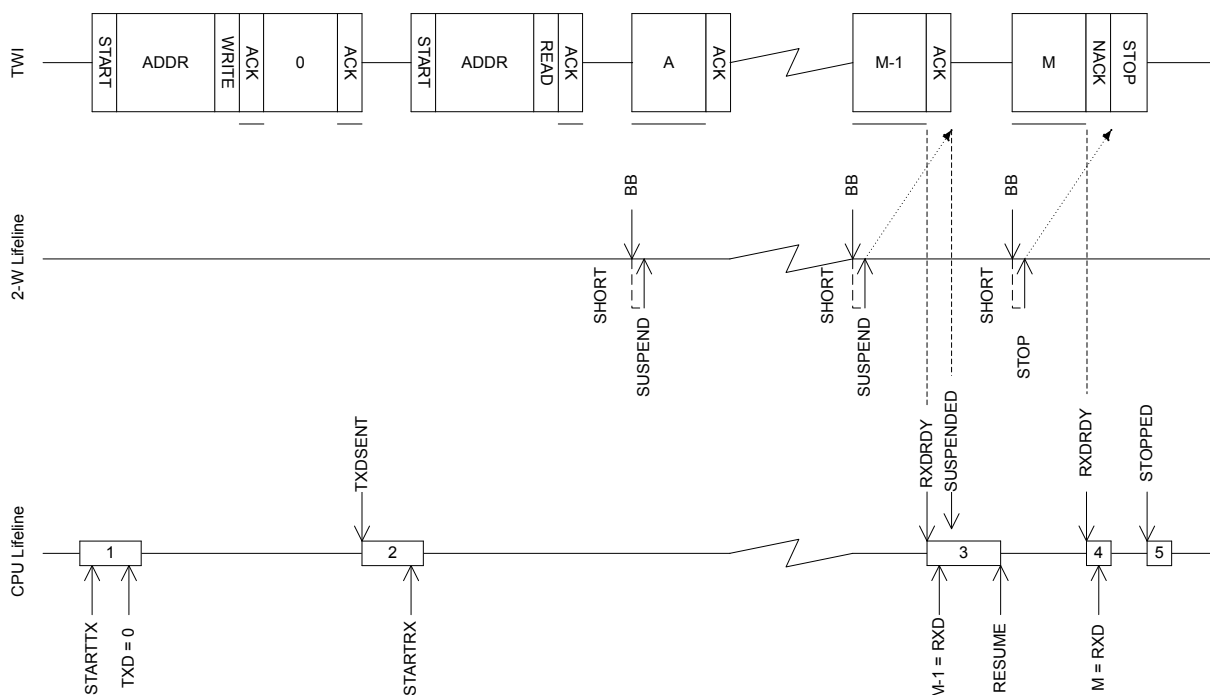 TWI
START
ADDR
WRITE
ACK
0
ACK
START
ADDR
READ
ACK
A
ACK
M-1
ACK
M
NACK
STOP
2-W Lifeline
BB
SHORT
SUSPEND
BB
SHORT
SUSPEND
BB
SHORT
STOP
CPU Lifeline
1
STARTTX
TXD = 0
TXDSENT
2
STARTRX
RXDRDY
SUSPENDED
3
M-1 = RXD
RESUME
RXDRDY
4
M = RXD
STOPPED
5